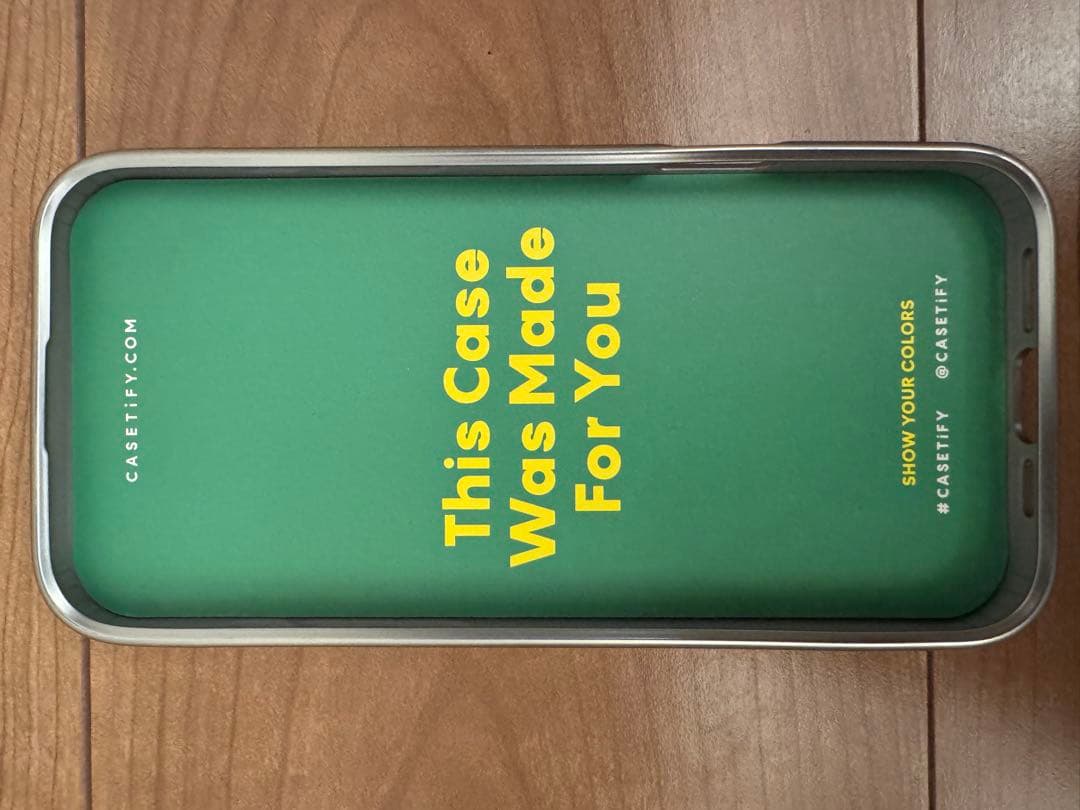 CASETiFY.COM
This Case
Was Made
For You
SHOW YOUR COLORS
#CASETiFY @CASETiFY